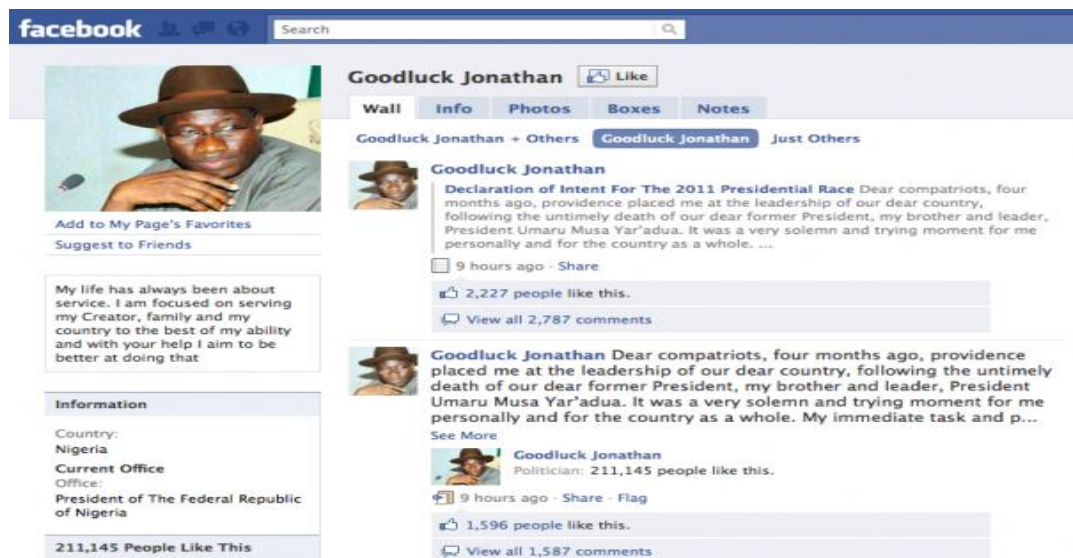 facebook
Search
Goodluck Jonathan
Like
Wall
Info
Photos
Boxes
Notes
Goodluck Jonathan + Others
Goodluck Jonathan
Just Others
Add to My Page's Favorites
Suggest to Friends
My life has always been about
service. I am focused on serving
my Creator, family and my
country to the best of my ability
and with your help I aim to be
better at doing that
Information
Country:
Nigeria
Current Office
Office:
President of The Federal Republic
of Nigeria
211,145 People Like This
Goodluck Jonathan
Declaration of Intent For The 2011 Presidential Race Dear compatriots, four
months ago, providence placed me at the leadership of our dear country,
following the untimely death of our dear former President, my brother and leader,
President Umaru Musa Yar'adua. It was a very solemn and trying moment for me
personally and for the country as a whole. ...
9 hours ago · Share
2,227 people like this.
View all 2,787 comments
Goodluck Jonathan Dear compatriots, four months ago, providence
placed me at the leadership of our dear country, following the untimely
death of our dear former President, my brother and leader, President
Umaru Musa Yar'adua. It was a very solemn and trying moment for me
personally and for the country as a whole. My immediate task and p...
See More
Goodluck Jonathan
Politician: 211,145 people like this.
9 hours ago · Share · Flag
1,596 people like this.
View all 1,587 comments